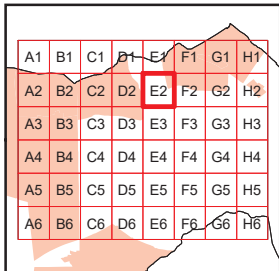 A1 B1 C1 D1 E1 F1 G1 H1
A2 B2 C2 D2 E2 F2 G2 H2
A3 B3 C3 D3 E3 F3 G3 H3
A4 B4 C4 D4 E4 F4 G4 H4
A5 B5 C5 D5 E5 F5 G5 H5
A6 B6 C6 D6 E6 F6 G6 H6